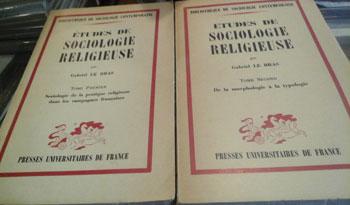 BIBLIOTHÈQUE DE SOCIOLOGIE CONTEMPORAINE
ÉTUDES DE
SOCIOLOGIE
RELIGIEUSE
par
Gabriel LE BRAS
TOME PREMIER
Sociologie de la pratique religieuse
dans les campagnes françaises
PRESSES UNIVERSITAIRES DE FRANCE
BIBLIOTHÈQUE DE SOCIOLOGIE CONTEMPORAINE
ÉTUDES DE
SOCIOLOGIE
RELIGIEUSE
par
Gabriel LE BRAS
TOME SECOND
De la morphologie à la typologie
PRESSES UNIVERSITAIRES DE FRANCE